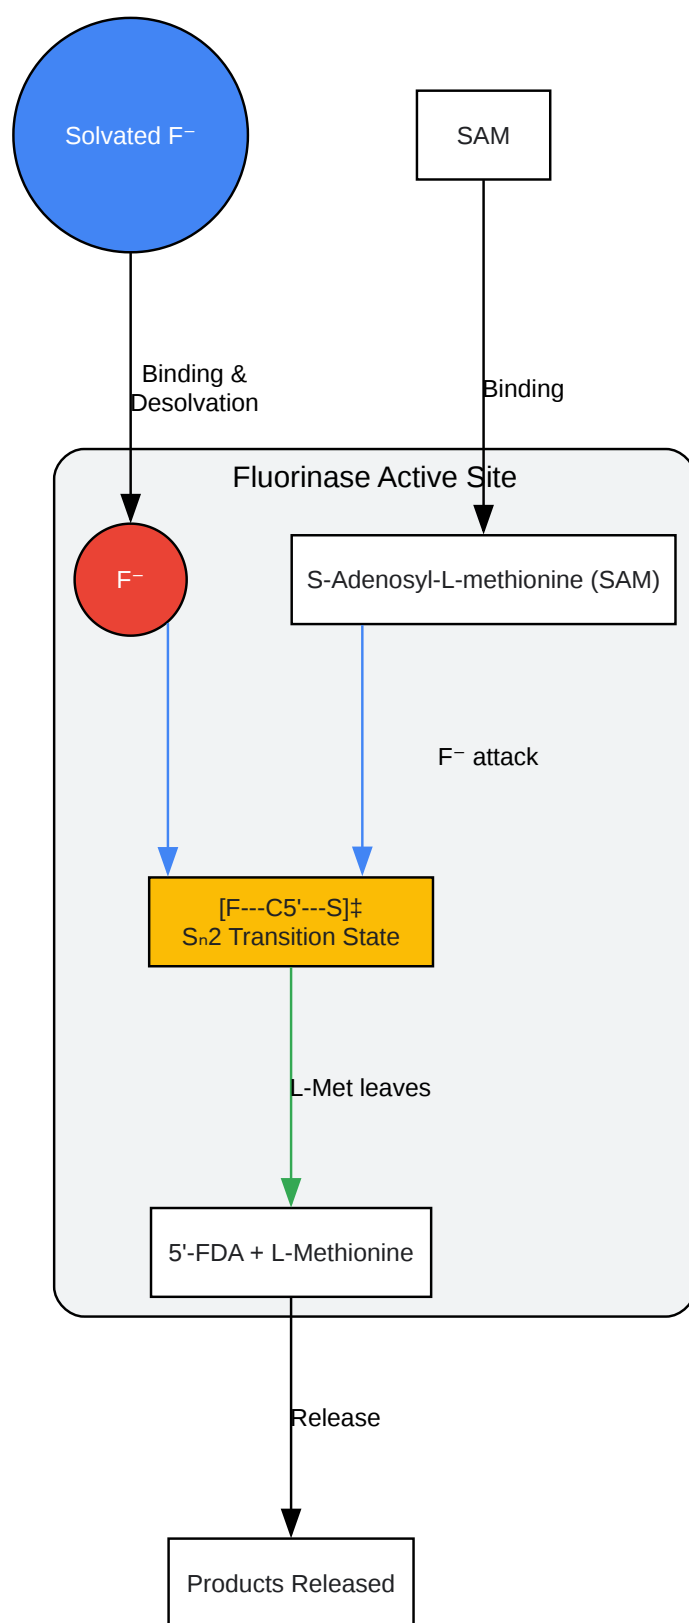 Solvated F⁻
SAM
Binding &
Desolvation
Binding
Fluorinase Active Site
F⁻
S-Adenosyl-L-methionine (SAM)
F⁻ attack
[F---C5'---S]‡
Sₙ2 Transition State
L-Met leaves
5'-FDA + L-Methionine
Release
Products Released